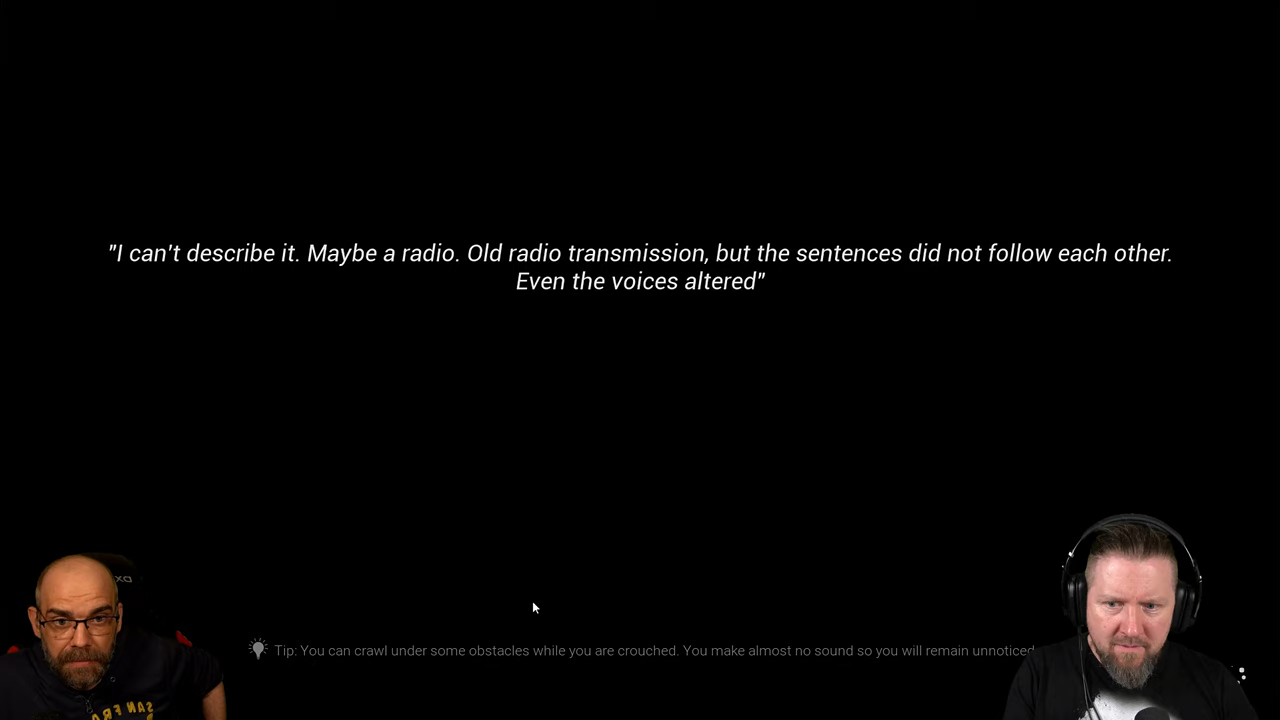 "I can't describe it. Maybe a radio. Old radio transmission, but the sentences did not follow each other.
Even the voices altered"
Tip: You can crawl under some obstacles while you are crouched. You make almost no sound so you will remain unnoticed
SAN FRA